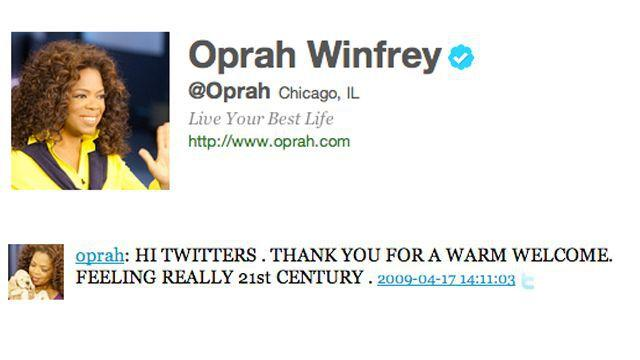 Oprah Winfrey
@Oprah Chicago, IL
Live Your Best Life
http://www.oprah.com
oprah: HI TWITTERS . THANK YOU FOR A WARM WELCOME.
FEELING REALLY 21st CENTURY . 2009-04-17 14:11:03